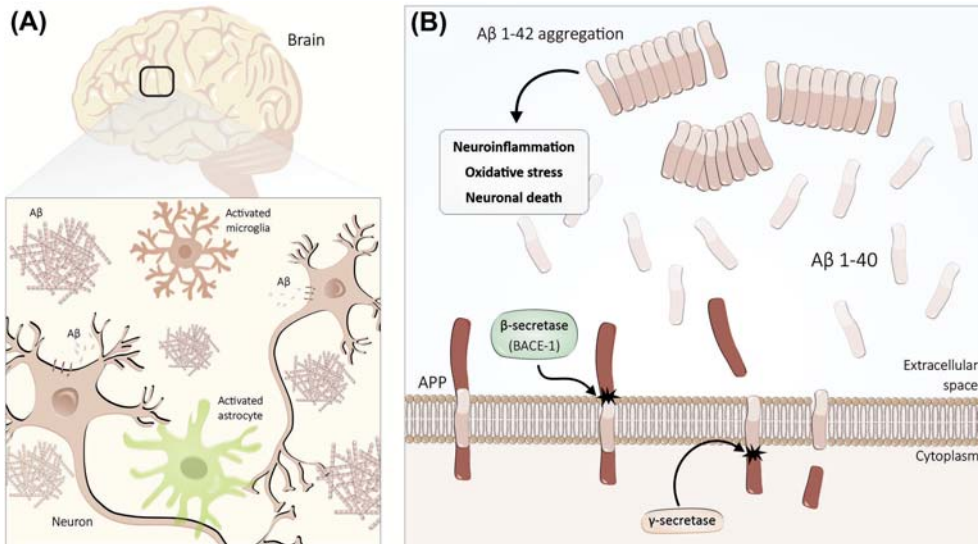 (A)
Brain
Aβ
Activated
microglia
Aβ
Aβ
Activated
astrocyte
Neuron
(B)
Aβ 1-42 aggregation
Neuroinflammation
Oxidative stress
Neuronal death
Aβ 1-40
β-secretase
(BACE-1)
APP
Extracellular
space
Cytoplasm
γ-secretase